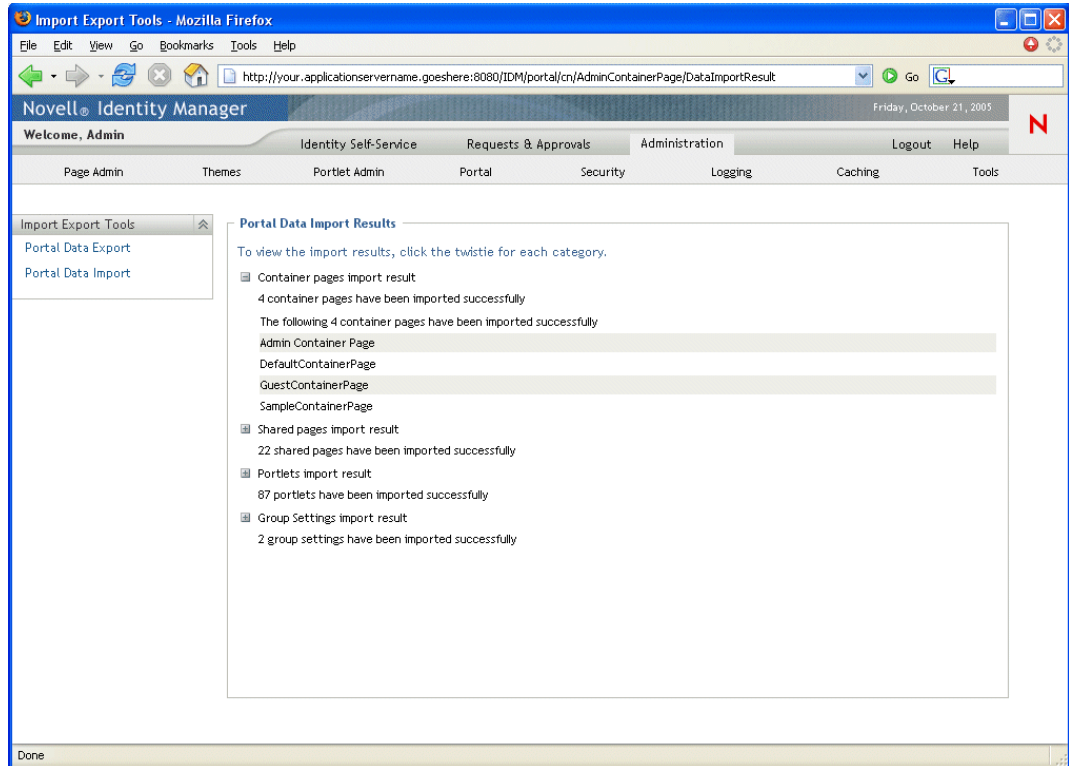 Import Export Tools - Mozilla Firefox
File Edit View Go Bookmarks Tools Help
http://your.applicationservername.goeshere:8080/IDM/portal/cn/AdminContainerPage/DataImportResult Go G
Novell® Identity Manager Friday, October 21, 2005
N
Welcome, Admin
Identity Self-Service Requests & Approvals Administration Logout Help
Page Admin Themes Portlet Admin Portal Security Logging Caching Tools
Import Export Tools
Portal Data Export
Portal Data Import
Portal Data Import Results
To view the import results, click the twistie for each category.
Container pages import result
4 container pages have been imported successfully
The following 4 container pages have been imported successfully
Admin Container Page
DefaultContainerPage
GuestContainerPage
SampleContainerPage
Shared pages import result
22 shared pages have been imported successfully
Portlets import result
87 portlets have been imported successfully
Group Settings import result
2 group settings have been imported successfully
Done